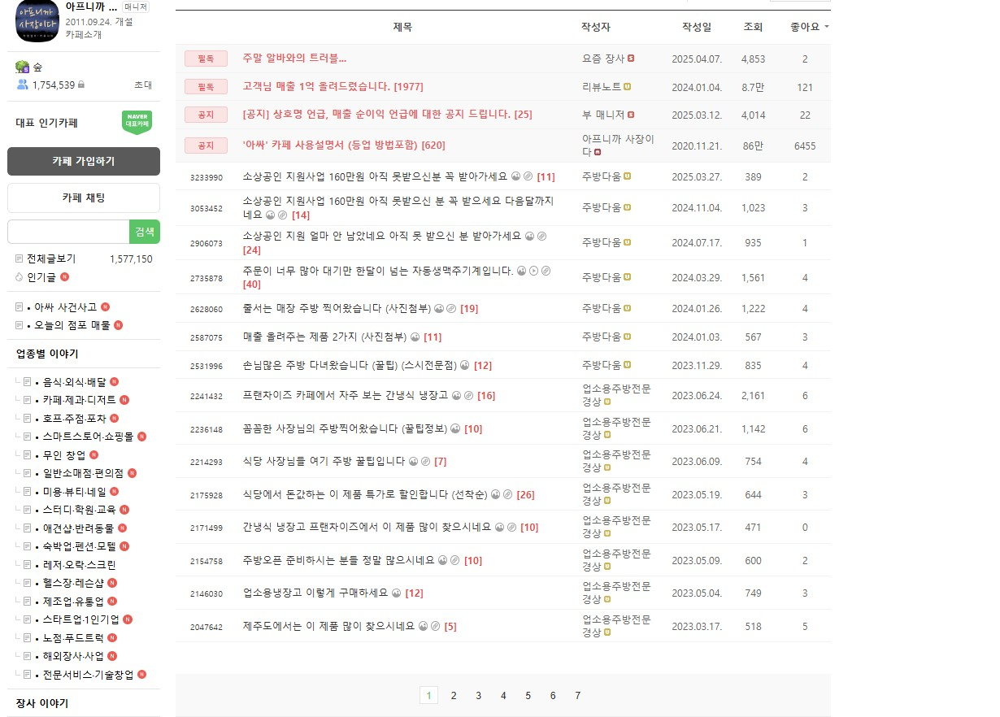 아프니까
사장이다
아프니까 ... 매니저
2011.09.24. 개설
카페소개
숲
1,754,539 초대
대표 인기카페 NAVER 대표카페
카페 가입하기
카페 채팅
검색
전체글보기 1,577,150
인기글 N
• 아싸 사건사고 N
• 오늘의 점포 매물 N
업종별 이야기
• 음식·외식·배달 N
• 카페·제과·디저트 N
• 호프·주점·포차 N
• 스마트스토어·쇼핑몰 N
• 무인 창업 N
• 일반소매점·편의점 N
• 미용·뷰티·네일 N
• 스터디·학원·교육 N
• 애견샵·반려동물 N
• 숙박업·펜션·모텔 N
• 레저·오락·스크린
• 헬스장·레슨샵 N
• 제조업·유통업 N
• 스타트업·1인기업 N
• 노점·푸드트럭 N
• 해외장사·사업 N
• 전문서비스·기술창업 N
장사 이야기
제목 작성자 작성일 조회 좋아요
필독 주말 알바와의 트러블... 요즘 장사 S 2025.04.07. 4,853 2
필독 고객님 매출 1억 올려드렸습니다. [1977] 리뷰노트 U 2024.01.04. 8.7만 121
공지 [공지] 상호명 언급, 매출 순이익 언급에 대한 공지 드립니다. [25] 부 매니저 S 2025.03.12. 4,014 22
공지 '아싸' 카페 사용설명서 (등업 방법포함) [620] 아프니까 사장이
다 2020.11.21. 86만 6455
3233990 소상공인 지원사업 160만원 아직 못받으신분 꼭 받아가세요 [11] 주방다움 U 2025.03.27. 389 2
3053452 소상공인 지원사업 160만원 아직 못받으신 분 꼭 받으세요 다음달까지
네요 [14] 주방다움 U 2024.11.04. 1,023 3
2906073 소상공인 지원 얼마 안 남았네요 아직 못 받으신 분 받아가세요
[24] 주방다움 U 2024.07.17. 935 1
2735878 주문이 너무 많아 대기만 한달이 넘는 자동생맥주기계입니다.
[40] 주방다움 U 2024.03.29. 1,561 4
2628060 줄서는 매장 주방 찍어왔습니다 (사진첨부) [19] 주방다움 U 2024.01.26. 1,222 4
2587075 매출 올려주는 제품 2가지 (사진첨부) [11] 주방다움 U 2024.01.03. 567 3
2531996 손님많은 주방 다녀왔습니다 (꿀팁) (스시전문점) [12] 주방다움 U 2023.11.29. 835 4
2241432 프랜차이즈 카페에서 자주 보는 간냉식 냉장고 [16] 업소용주방전문
경상 U 2023.06.24. 2,161 6
2236148 꼼꼼한 사장님의 주방찍어왔습니다 (꿀팁정보) [10] 업소용주방전문
경상 U 2023.06.21. 1,142 6
2214293 식당 사장님들 여기 주방 꿀팁입니다 [7] 업소용주방전문
경상 U 2023.06.09. 754 4
2175928 식당에서 돈값하는 이 제품 특가로 할인합니다 (선착순) [26] 업소용주방전문
경상 U 2023.05.19. 644 3
2171499 간냉식 냉장고 프랜차이즈에서 이 제품 많이 찾으시네요 [10] 업소용주방전문
경상 U 2023.05.17. 471 0
2154758 주방오픈 준비하시는 분들 정말 많으시네요 [10] 업소용주방전문
경상 U 2023.05.09. 600 2
2146030 업소용냉장고 이렇게 구매하세요 [12] 업소용주방전문
경상 U 2023.05.04. 749 3
2047642 제주도에서는 이 제품 많이 찾으시네요 [5] 업소용주방전문
경상 U 2023.03.17. 518 5
1 2 3 4 5 6 7